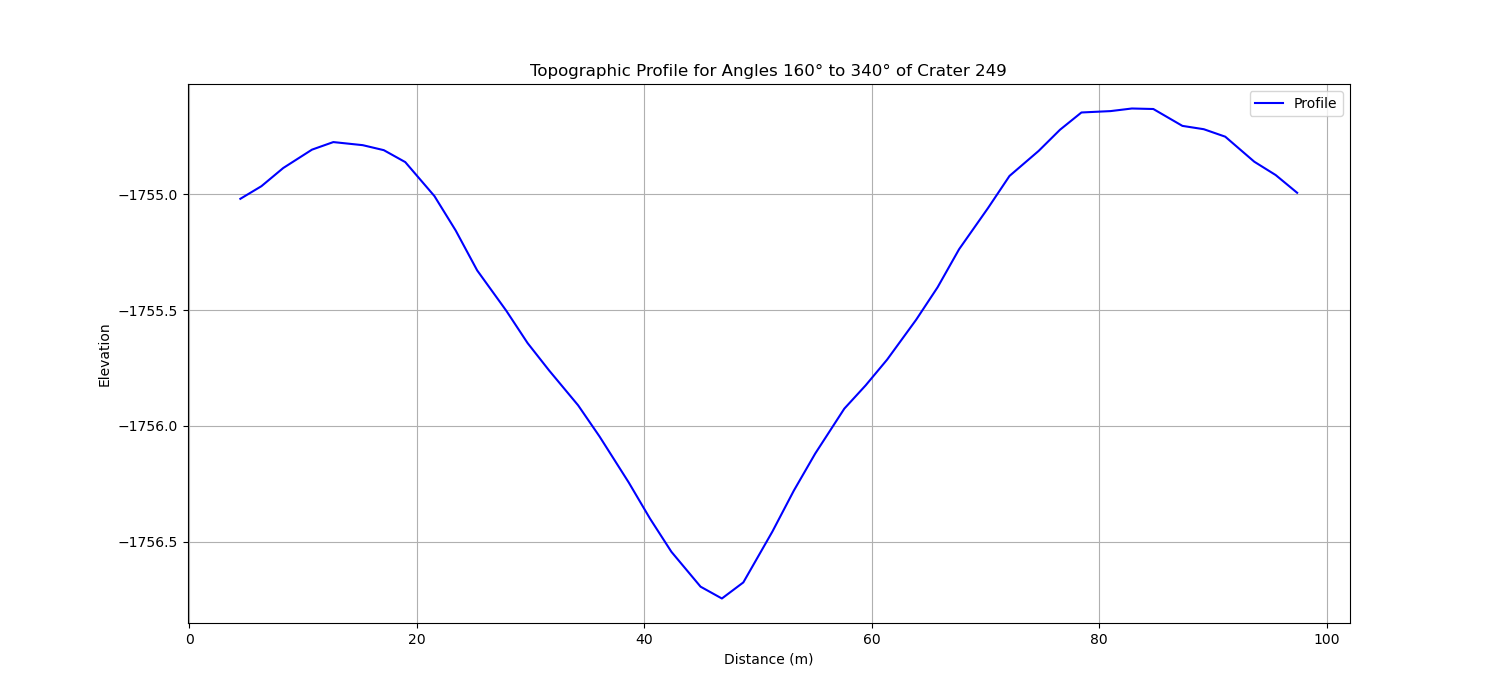 Topographic Profile for Angles 160° to 340° of Crater 249
Profile
−1755.0
−1755.5
−1756.0
−1756.5
Elevation
0 20 40 60 80 100
Distance (m)